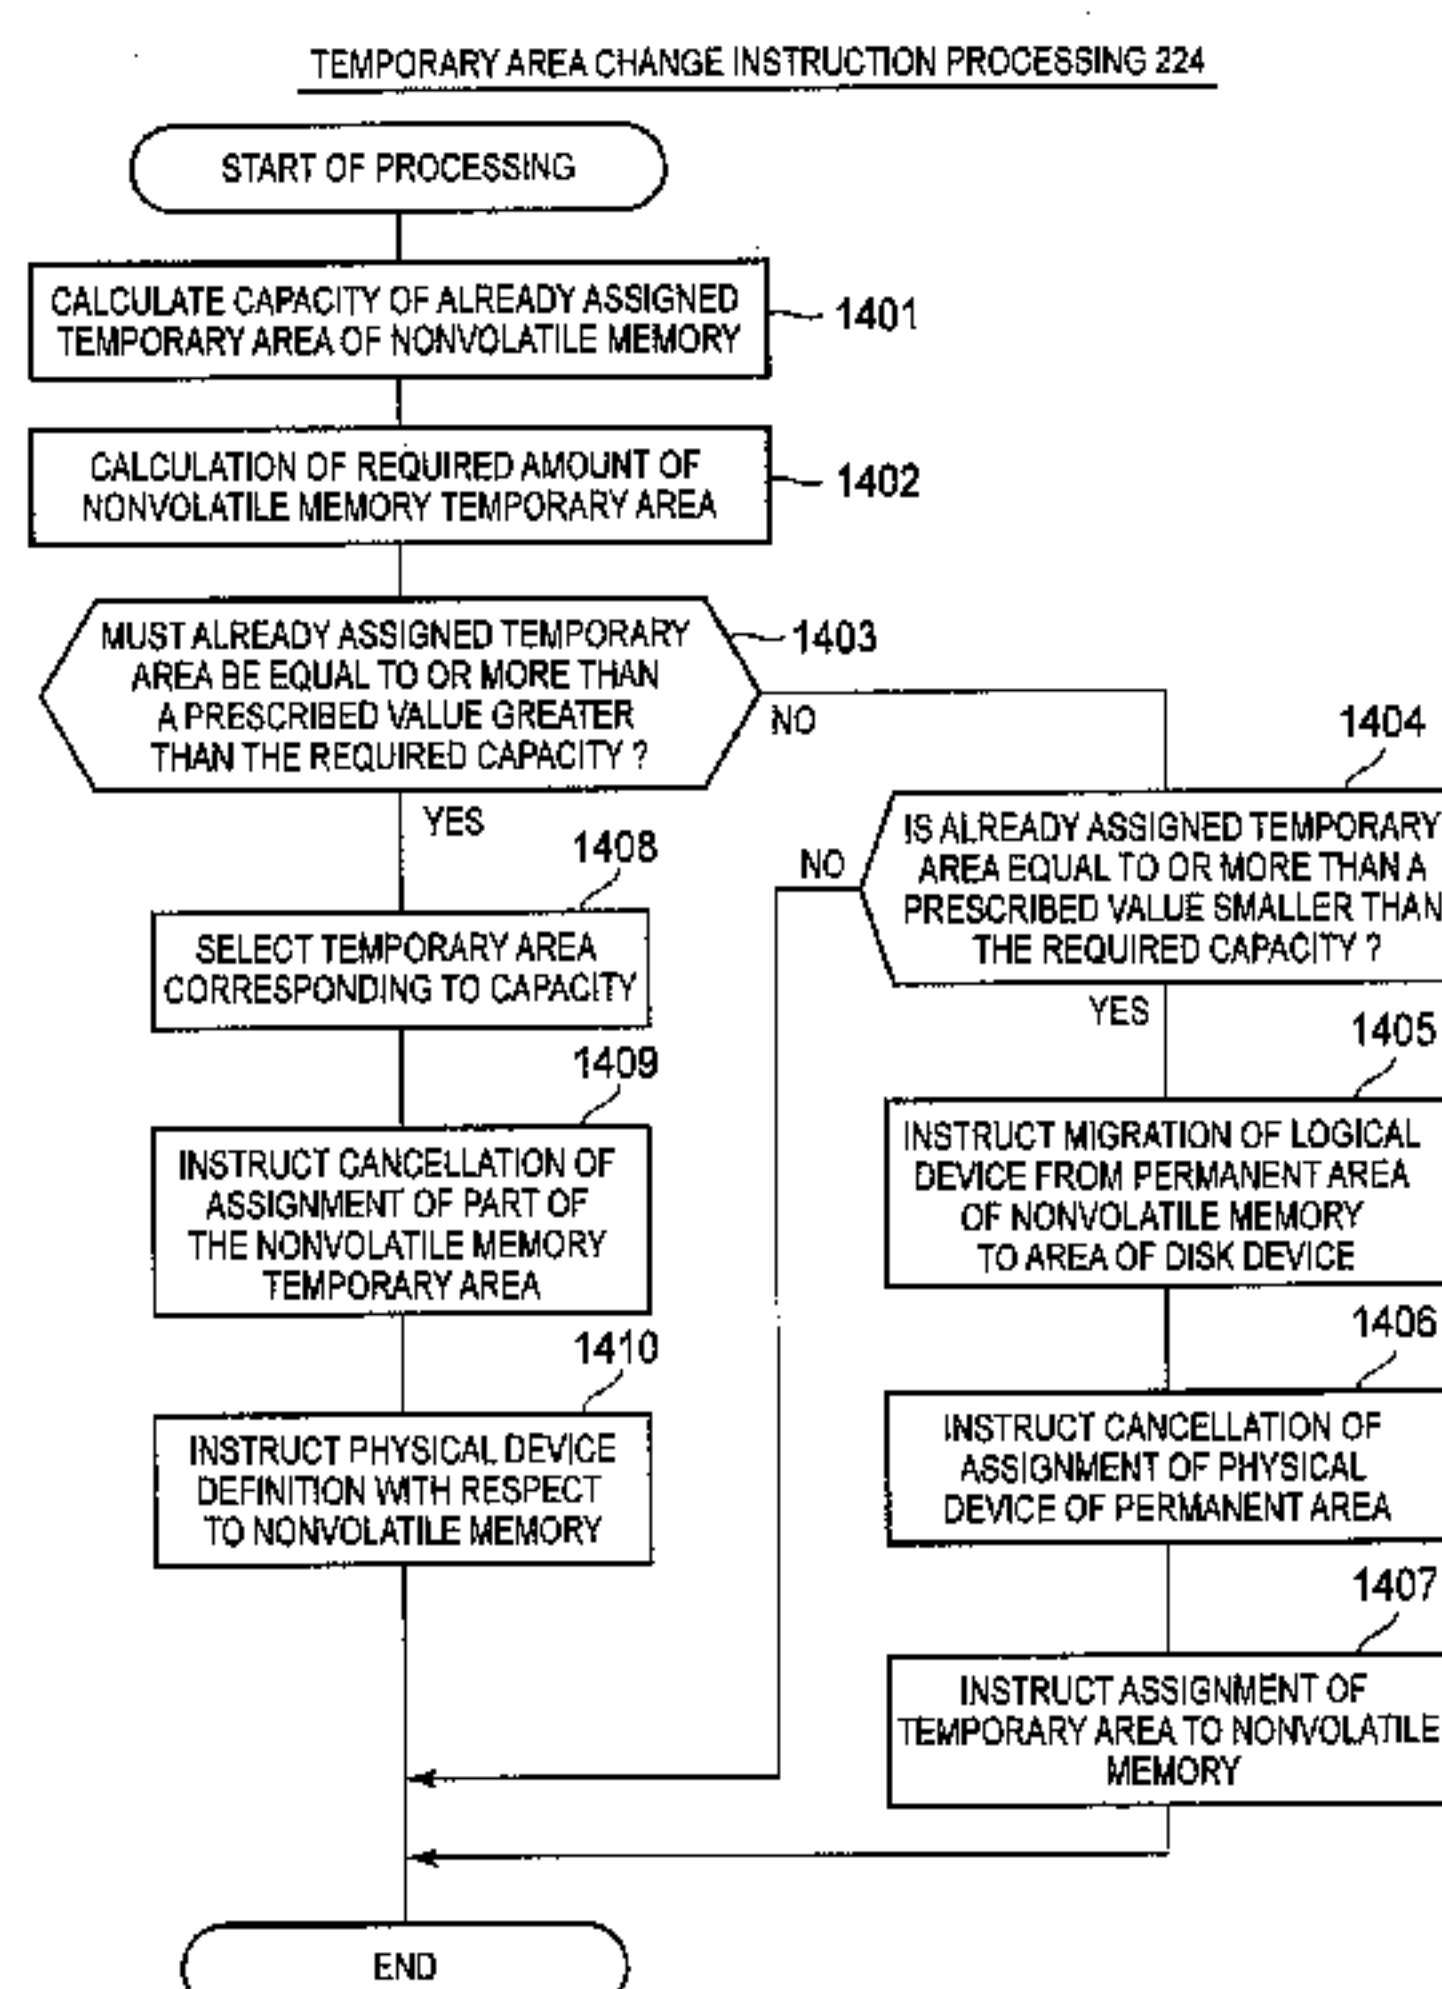 TEMPORARY AREA CHANGE INSTRUCTION PROCESSING 224
START OF PROCESSING
CALCULATE CAPACITY OF ALREADY ASSIGNED
TEMPORARY AREA OF NONVOLATILE MEMORY
1401
CALCULATION OF REQUIRED AMOUNT OF
NONVOLATILE MEMORY TEMPORARY AREA
1402
MUST ALREADY ASSIGNED TEMPORARY
AREA BE EQUAL TO OR MORE THAN
A PRESCRIBED VALUE GREATER
THAN THE REQUIRED CAPACITY ?
1403
NO
YES
1404
IS ALREADY ASSIGNED TEMPORARY
AREA EQUAL TO OR MORE THAN A
PRESCRIBED VALUE SMALLER THAN
THE REQUIRED CAPACITY ?
NO
YES
1408
SELECT TEMPORARY AREA
CORRESPONDING TO CAPACITY
1409
INSTRUCT CANCELLATION OF
ASSIGNMENT OF PART OF
THE NONVOLATILE MEMORY
TEMPORARY AREA
1410
INSTRUCT PHYSICAL DEVICE
DEFINITION WITH RESPECT
TO NONVOLATILE MEMORY
1405
INSTRUCT MIGRATION OF LOGICAL
DEVICE FROM PERMANENT AREA
OF NONVOLATILE MEMORY
TO AREA OF DISK DEVICE
1406
INSTRUCT CANCELLATION OF
ASSIGNMENT OF PHYSICAL
DEVICE OF PERMANENT AREA
1407
INSTRUCT ASSIGNMENT OF
TEMPORARY AREA TO NONVOLATILE
MEMORY
END